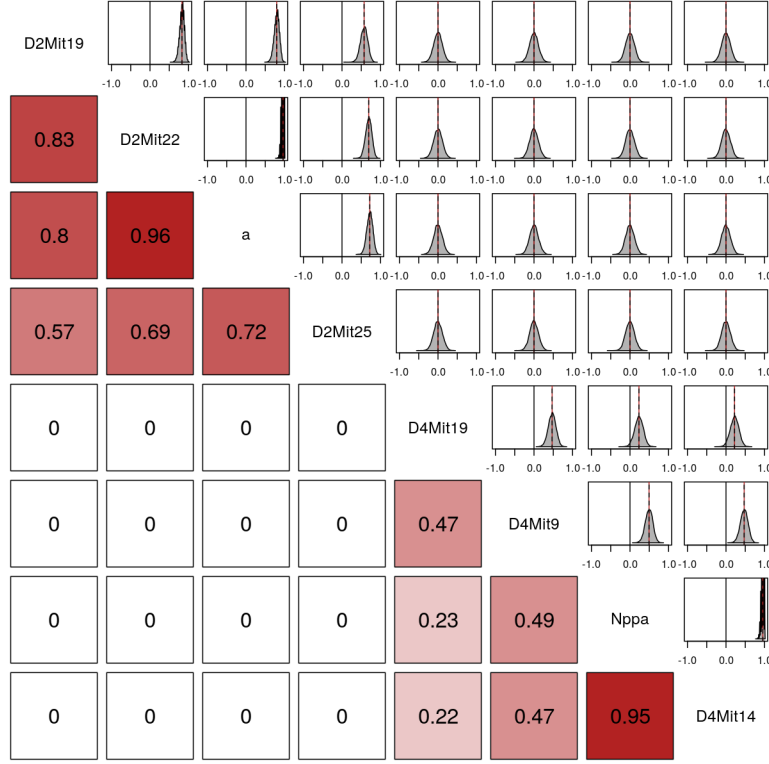 D2Mit19
-1.0 0.0 1.0 -1.0 0.0 1.0 -1.0 0.0 1.0 -1.0 0.0 1.0 -1.0 0.0 1.0 -1.0 0.0 1.0 -1.0 0.0 1.0
0.83 D2Mit22
-1.0 0.0 1.0 -1.0 0.0 1.0 -1.0 0.0 1.0 -1.0 0.0 1.0 -1.0 0.0 1.0 -1.0 0.0 1.0
0.8 0.96 a
-1.0 0.0 1.0 -1.0 0.0 1.0 -1.0 0.0 1.0 -1.0 0.0 1.0 -1.0 0.0 1.0
0.57 0.69 0.72 D2Mit25
-1.0 0.0 1.0 -1.0 0.0 1.0 -1.0 0.0 1.0 -1.0 0.0 1.0
0 0 0 0 D4Mit19
-1.0 0.0 1.0 -1.0 0.0 1.0 -1.0 0.0 1.0
0 0 0 0 0.47 D4Mit9
-1.0 0.0 1.0 -1.0 0.0 1.0
0 0 0 0 0.23 0.49 Nppa
-1.0 0.0 1.0
0 0 0 0 0.22 0.47 0.95 D4Mit14